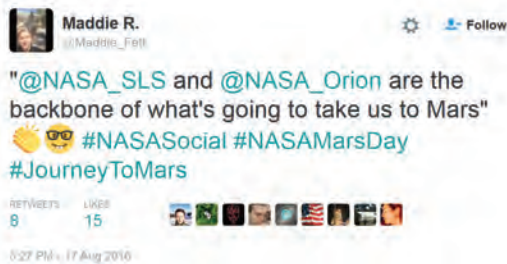 Maddie R.
@Maddie_Fett
Follow
"@NASA_SLS and @NASA_Orion are the
backbone of what's going to take us to Mars"
👏🤓 #NASASocial #NASAMarsDay
#JourneyToMars
RETWEETS LIKES
8 15
5:27 PM - 17 Aug 2016